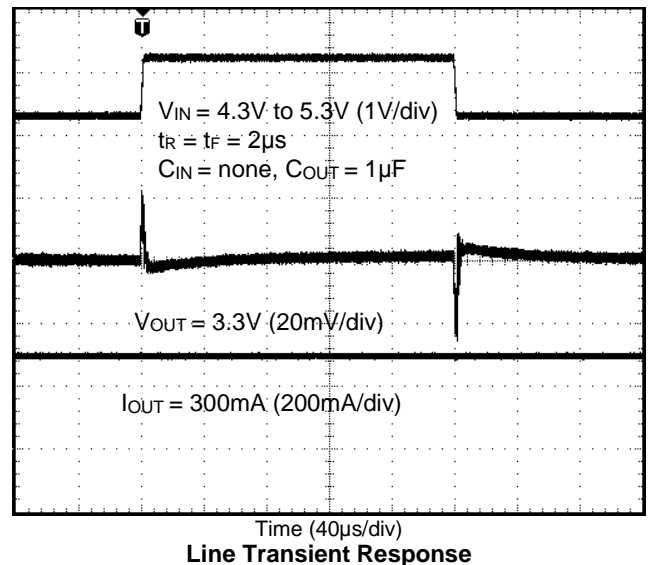 T
VIN = 4.3V to 5.3V (1V/div)
tR = tF = 2µs
CIN = none, COUT = 1µF
VOUT = 3.3V (20mV/div)
IOUT = 300mA (200mA/div)
Time (40µs/div)
Line Transient Response